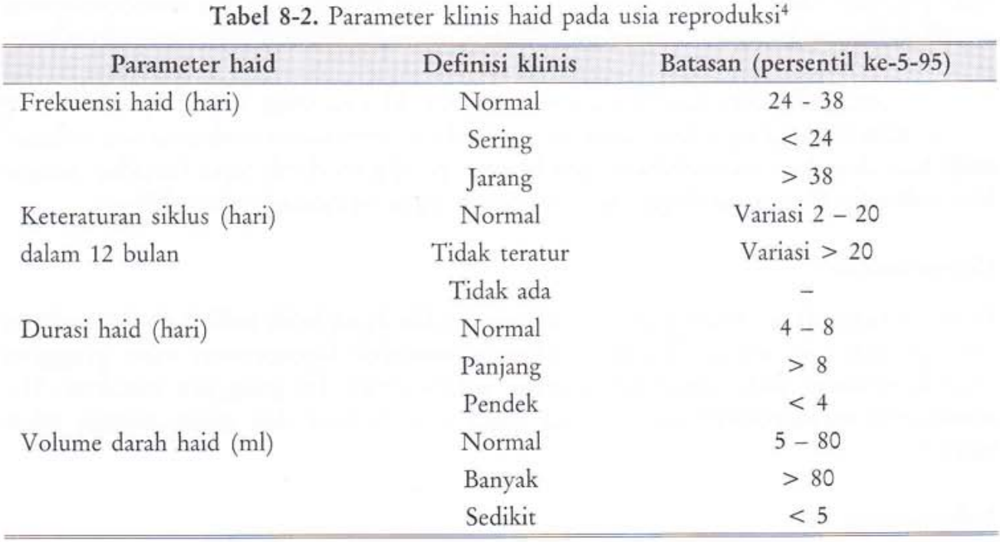 Tabel 8-2. Parameter klinis haid pada usia reproduksi⁴
Parameter haid Definisi klinis Batasan (persentil ke-5-95)
Frekuensi haid (hari) Normal 24 - 38
Sering < 24
Jarang > 38
Keteraturan siklus (hari) Normal Variasi 2 – 20
dalam 12 bulan Tidak teratur Variasi > 20
Tidak ada –
Durasi haid (hari) Normal 4 – 8
Panjang > 8
Pendek < 4
Volume darah haid (ml) Normal 5 – 80
Banyak > 80
Sedikit < 5